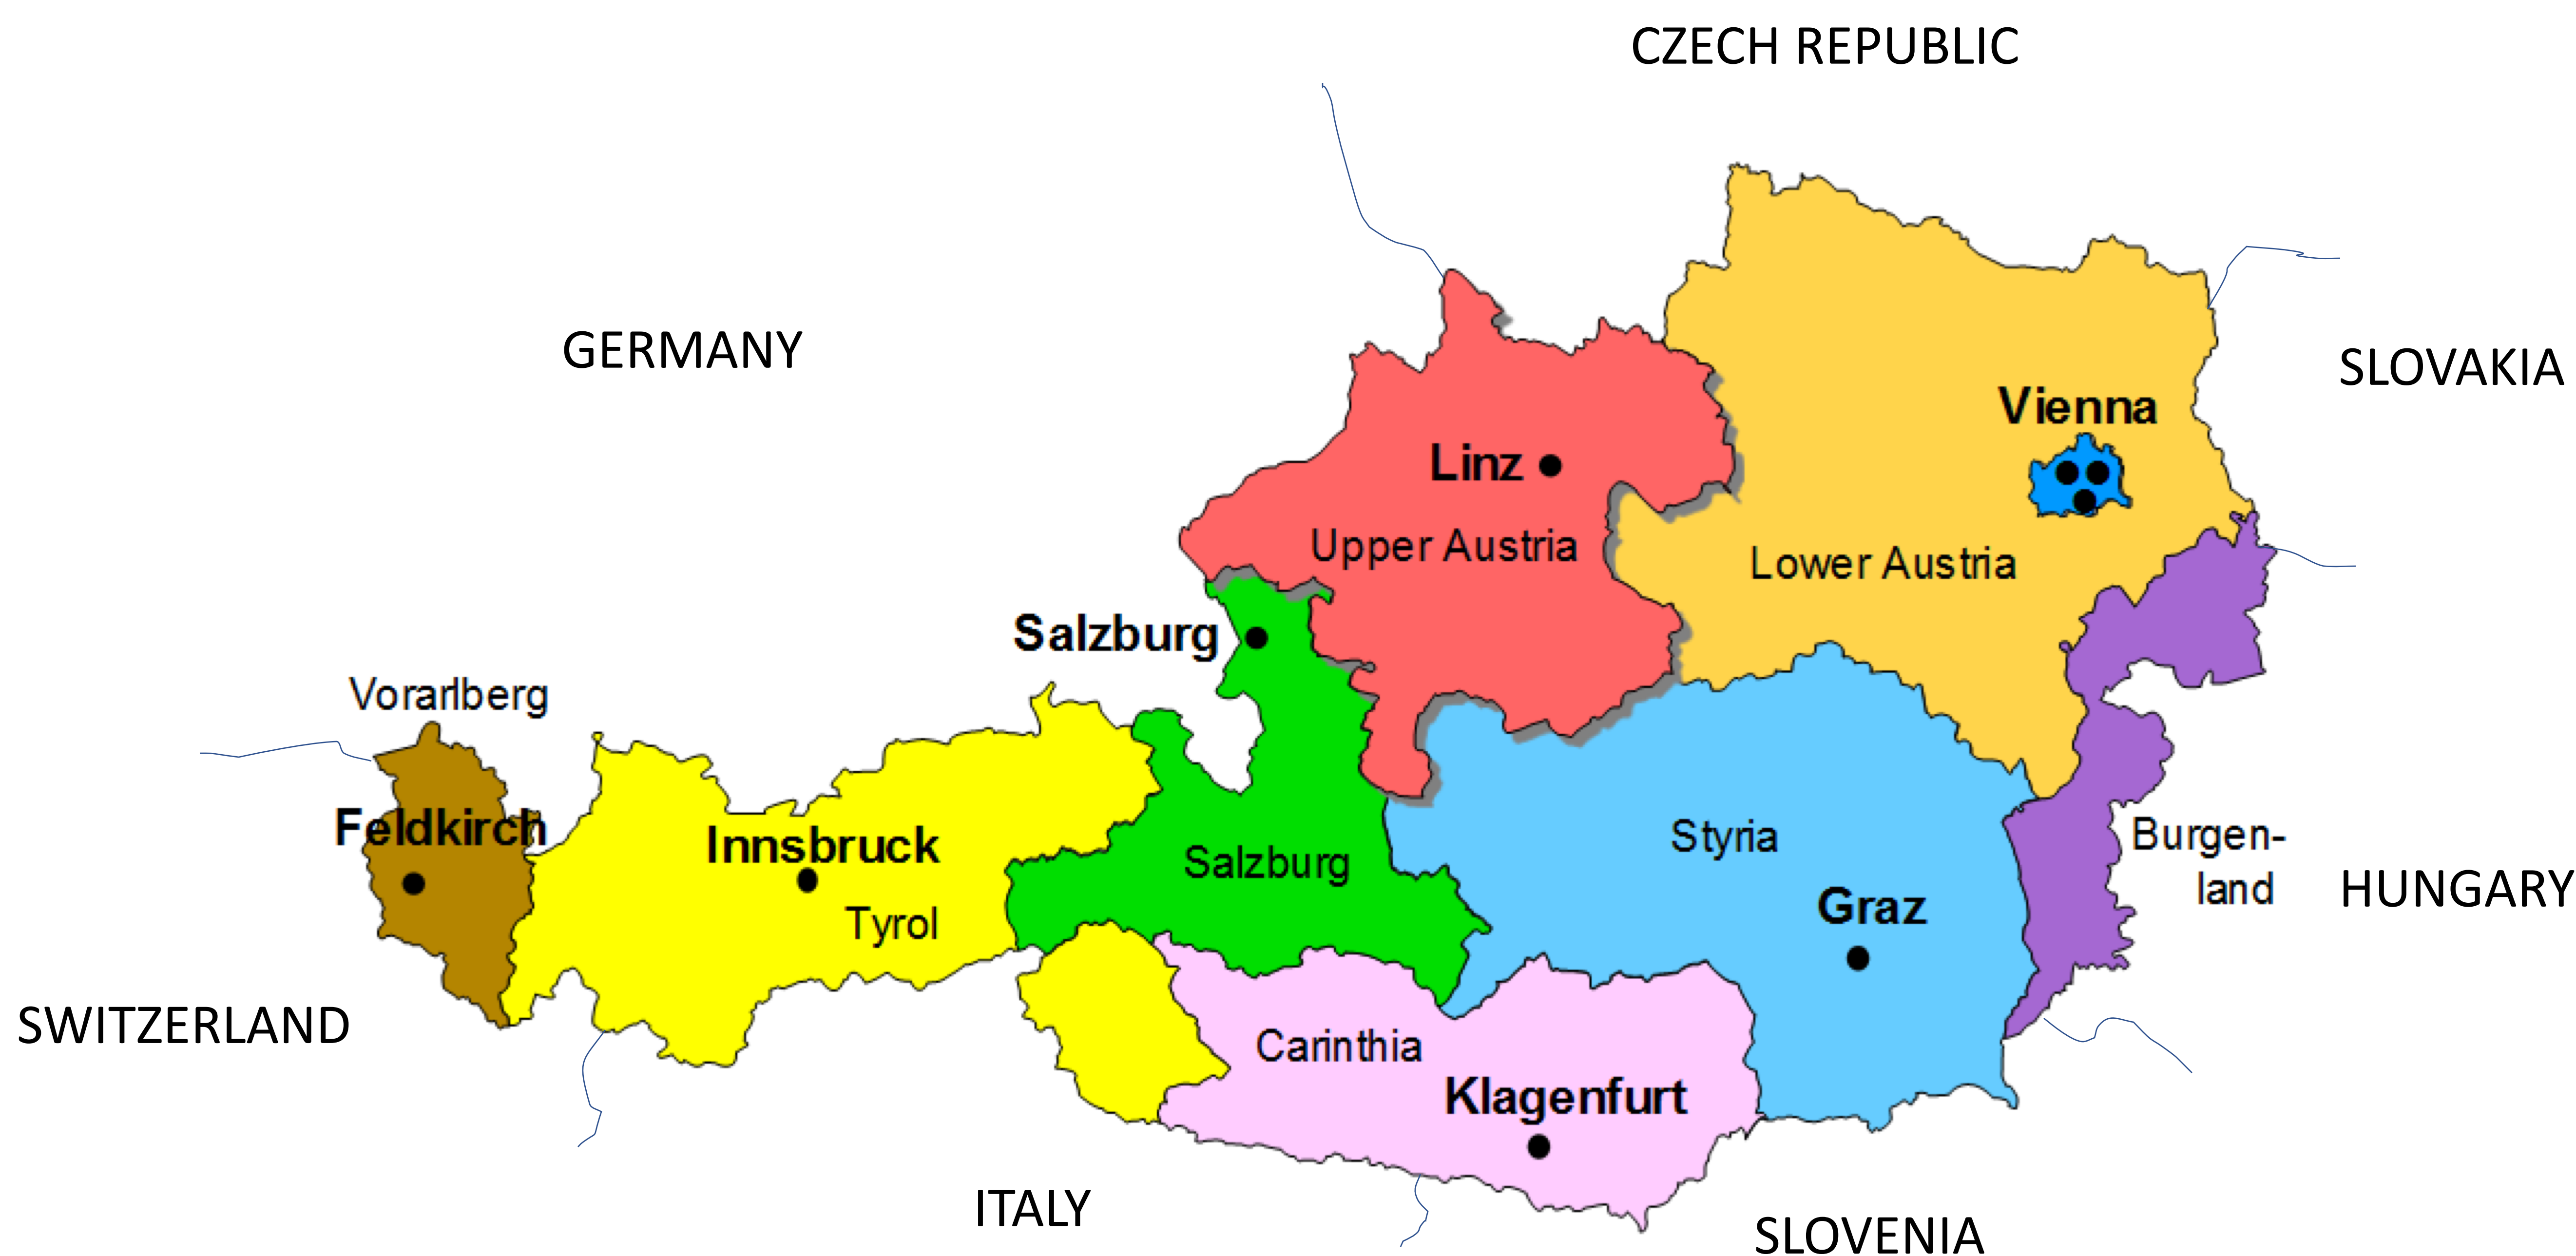 CZECH REPUBLIC
GERMANY
SLOVAKIA
Vienna
Linz
Upper Austria
Lower Austria
Salzburg
Vorarlberg
Feldkirch
Innsbruck
Tyrol
Salzburg
Styria
Burgen-
land
HUNGARY
Graz
SWITZERLAND
Carinthia
Klagenfurt
ITALY
SLOVENIA